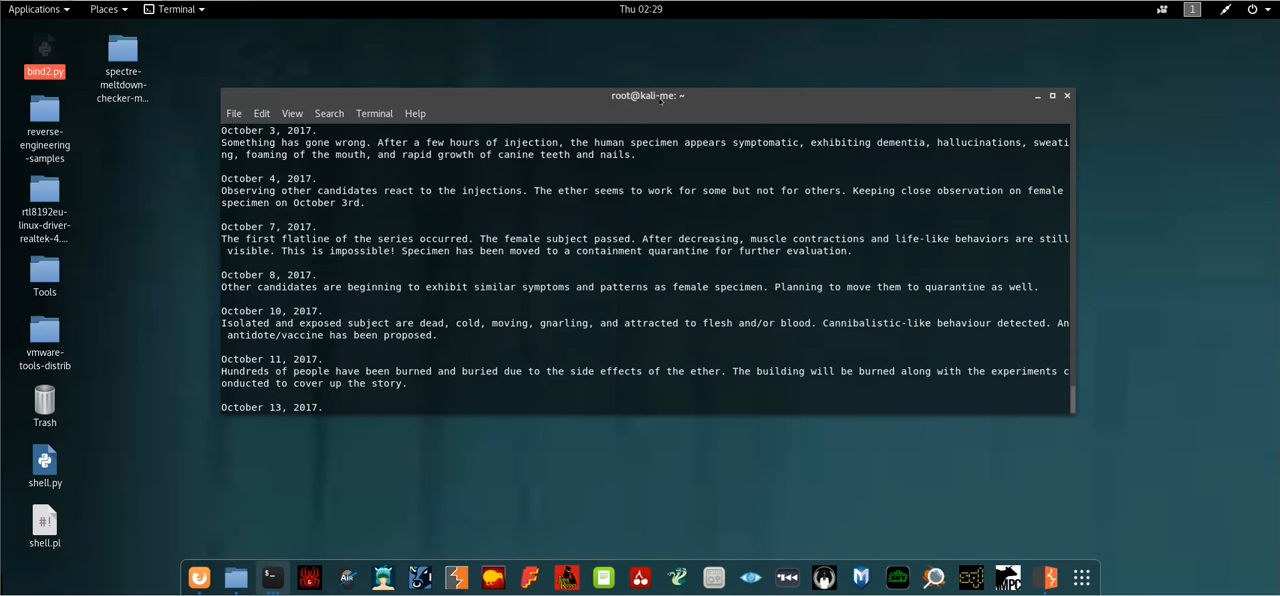 Applications
Places
Terminal
Thu 02:29
1
bind2.py
spectre-
meltdown-
checker-m...
reverse-
engineering
-samples
rtl8192eu-
linux-driver-
realtek-4....
Tools
vmware-
tools-distrib
Trash
shell.py
#!
shell.pl
root@kali-me: ~
File Edit View Search Terminal Help
October 3, 2017.
Something has gone wrong. After a few hours of injection, the human specimen appears symptomatic, exhibiting dementia, hallucinations, sweati
ng, foaming of the mouth, and rapid growth of canine teeth and nails.
October 4, 2017.
Observing other candidates react to the injections. The ether seems to work for some but not for others. Keeping close observation on female
specimen on October 3rd.
October 7, 2017.
The first flatline of the series occurred. The female subject passed. After decreasing, muscle contractions and life-like behaviors are still
visible. This is impossible! Specimen has been moved to a containment quarantine for further evaluation.
October 8, 2017.
Other candidates are beginning to exhibit similar symptoms and patterns as female specimen. Planning to move them to quarantine as well.
October 10, 2017.
Isolated and exposed subject are dead, cold, moving, gnarling, and attracted to flesh and/or blood. Cannibalistic-like behaviour detected. An
antidote/vaccine has been proposed.
October 11, 2017.
Hundreds of people have been burned and buried due to the side effects of the ether. The building will be burned along with the experiments c
onducted to cover up the story.
October 13, 2017.